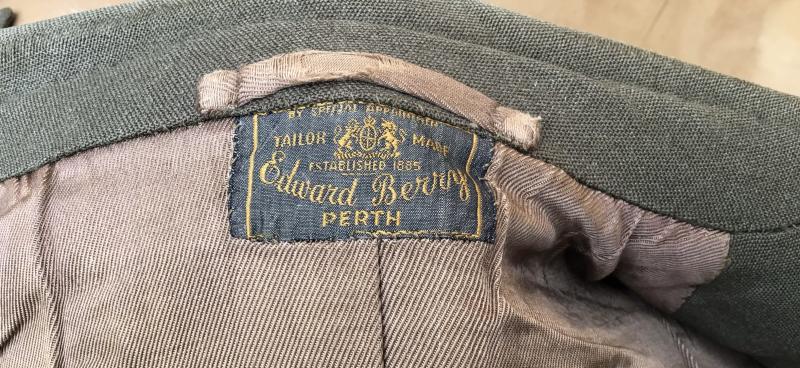 BY SPECIAL APPOINTMENT
TAILOR MADE
ESTABLISHED 1885
Edward Berry
PERTH